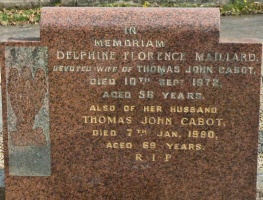 IN
MEMORIAM
DELPHINE FLORENCE MAILLARD.
DEVOTED WIFE OF THOMAS JOHN CABOT,
DIED 10TH SEPT. 1972,
AGED 58 YEARS.
ALSO OF HER HUSBAND
THOMAS JOHN CABOT,
DIED 7TH JAN. 1980,
AGED 69 YEARS.
R I P